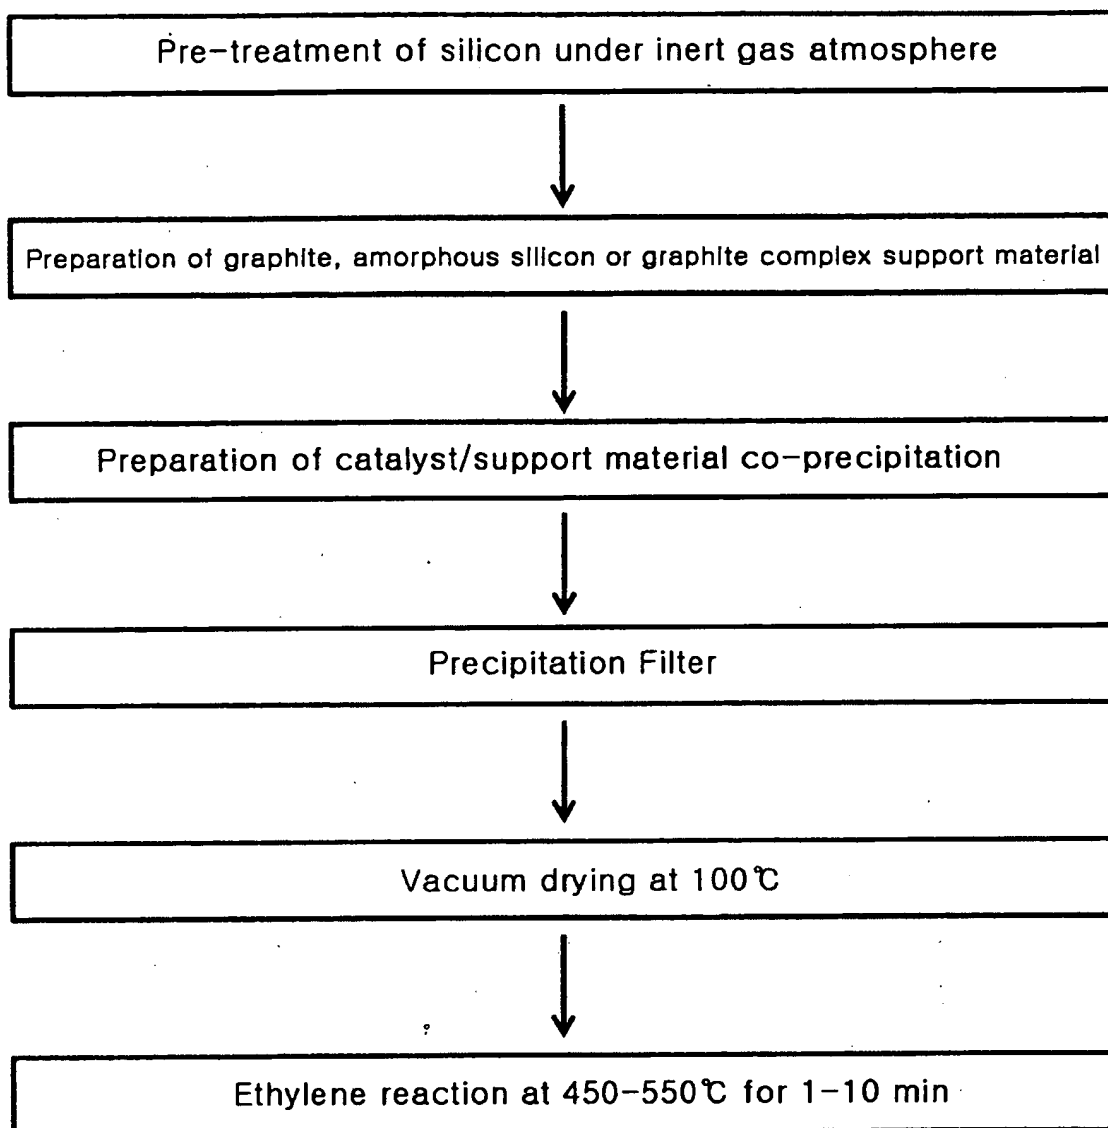 Pre-treatment of silicon under inert gas atmosphere
Preparation of graphite, amorphous silicon or graphite complex support material
Preparation of catalyst/support material co-precipitation
Precipitation Filter
Vacuum drying at 100℃
Ethylene reaction at 450-550℃ for 1-10 min